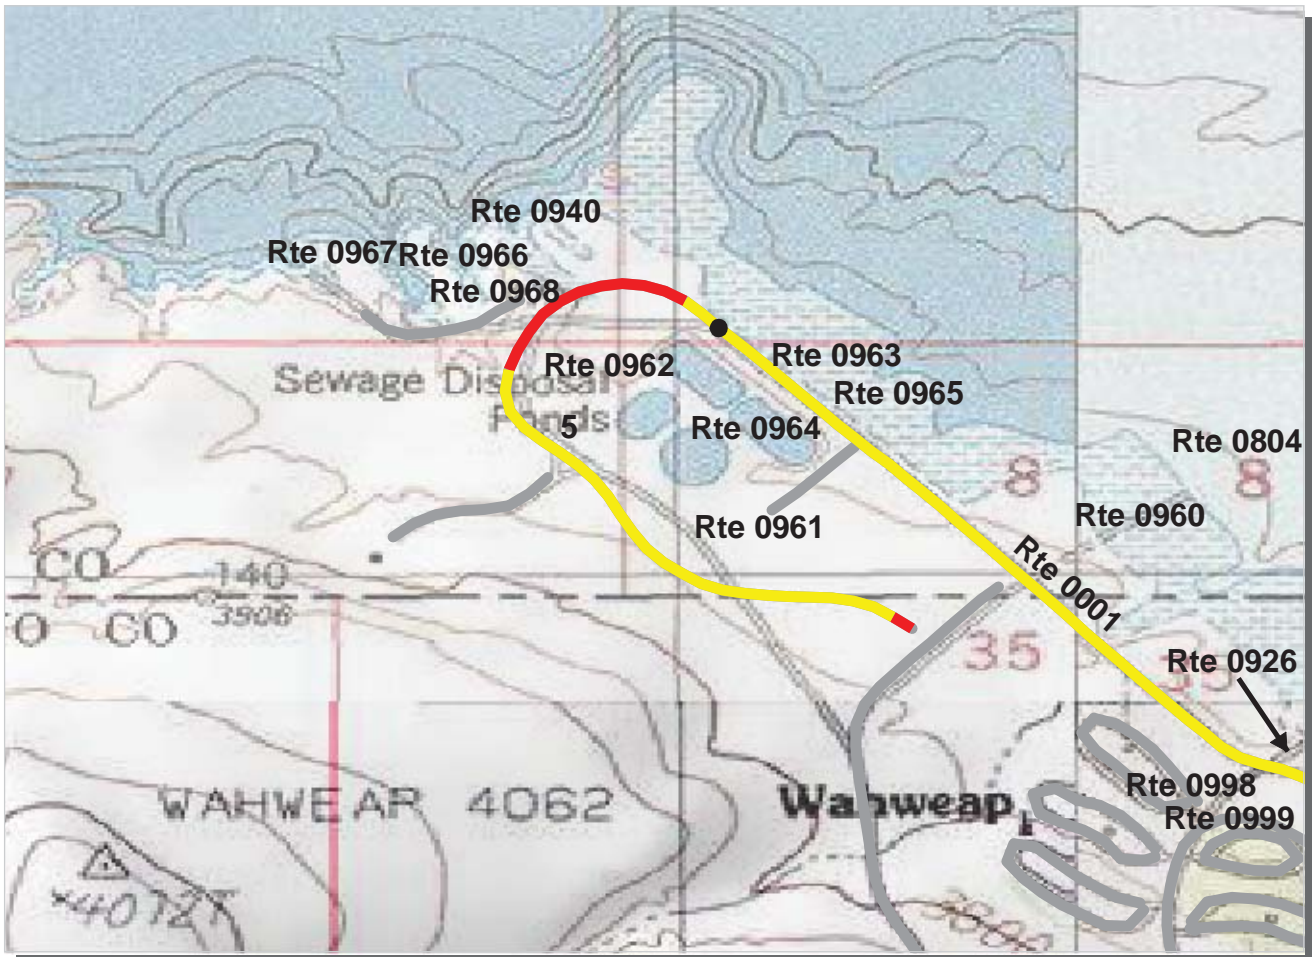 Rte 0940
Rte 0967
Rte 0966
Rte 0968
Rte 0963
Rte 0962
Sewage Disposal
Ponds
5
Rte 0965
Rte 0964
Rte 0804
8
8
Rte 0960
Rte 0961
Rte 0001
CO
140
3906
O CO
35
35
Rte 0926
Rte 0998
Rte 0999
WAHWEAP 4062
Wahweap
×4072T